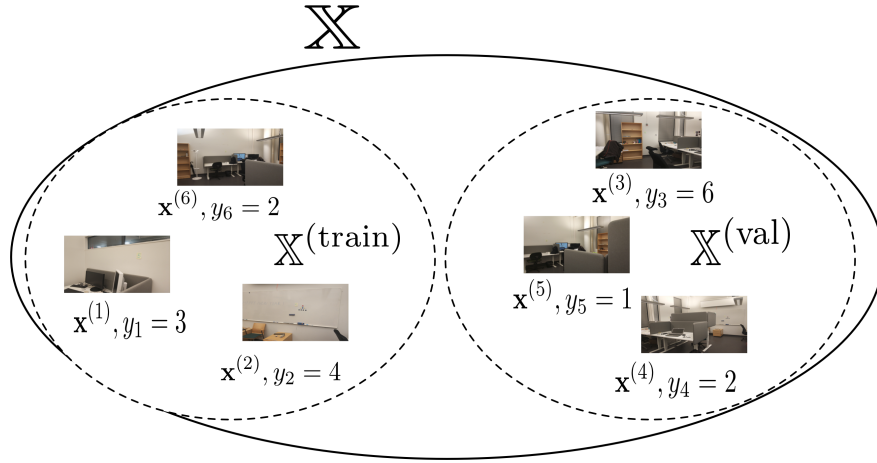 𝕏
x^(6), y_6 = 2
x^(3), y_3 = 6
𝕏^(train)
𝕏^(val)
x^(1), y_1 = 3
x^(5), y_5 = 1
x^(2), y_2 = 4
x^(4), y_4 = 2